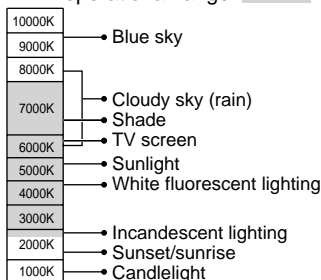 10000K
9000K
Blue sky
8000K
7000K
Cloudy sky (rain)
Shade
TV screen
6000K
Sunlight
5000K
White fluorescent lighting
4000K
3000K
Incandescent lighting
2000K
Sunset/sunrise
1000K
Candlelight